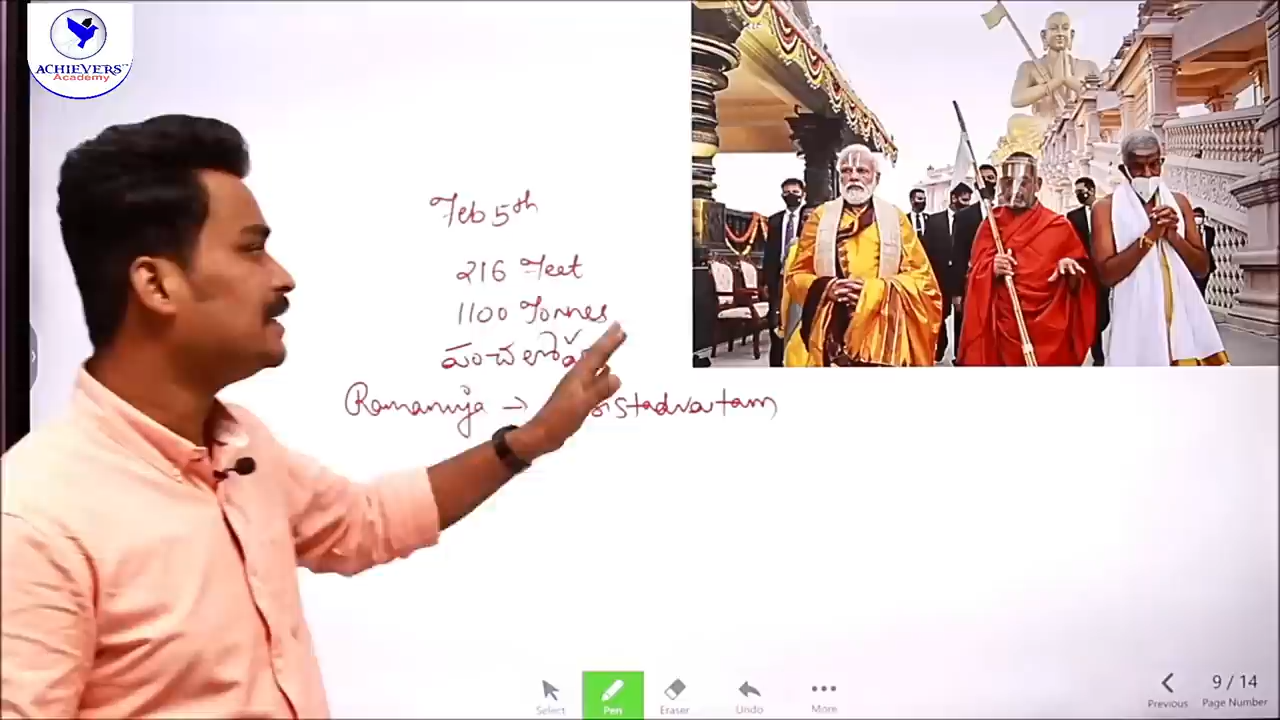 ACHIEVERS
Academy
Feb 5th
216 Feet
1100 Tonnes
Ramanuja →
Select
Pen
Eraser
Undo
More
Previous
9 / 14
Page Number